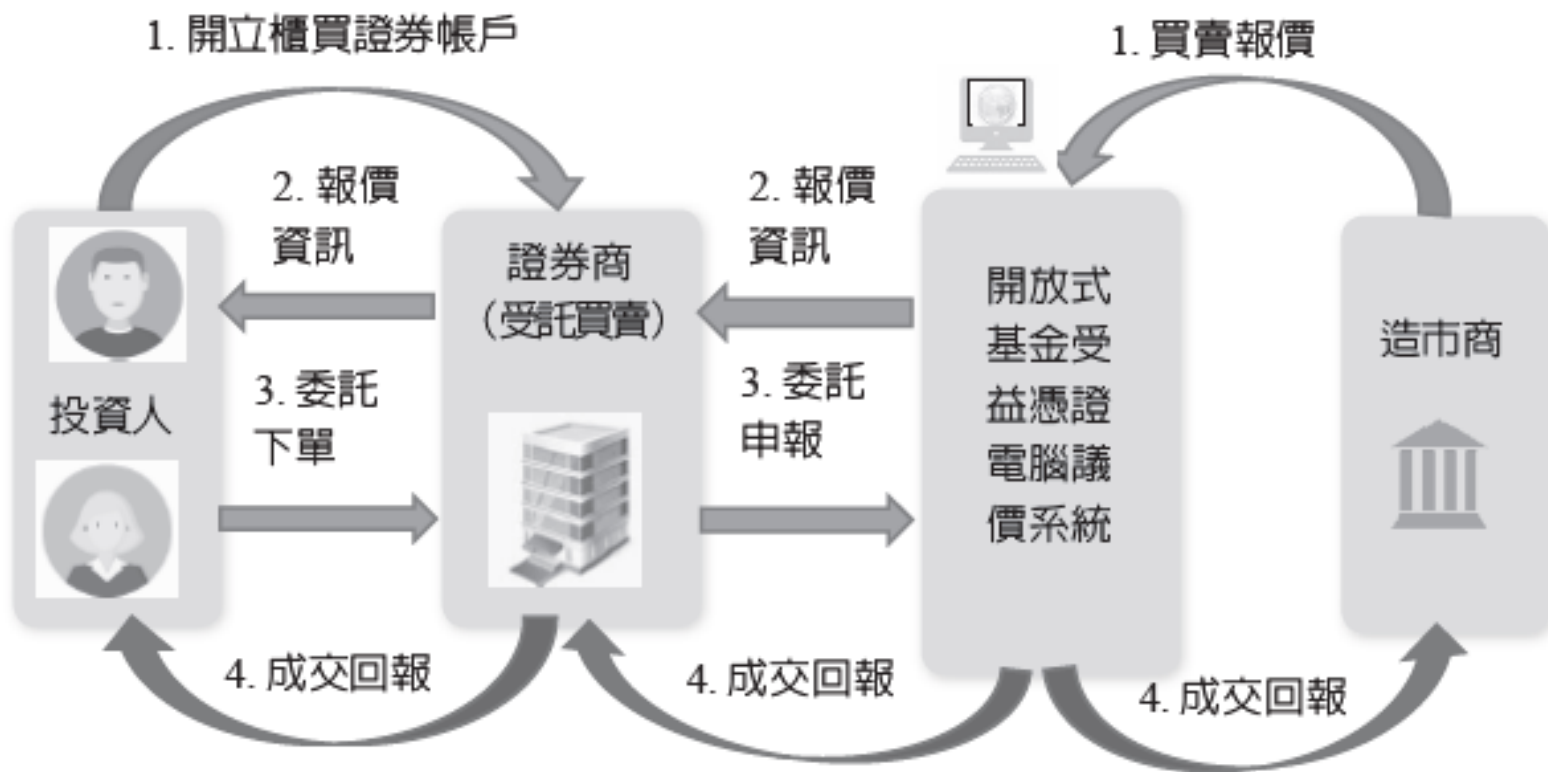 1. 開立櫃買證券帳戶
1. 買賣報價
2. 報價
資訊
2. 報價
資訊
證券商
（受託買賣）
開放式
基金受
益憑證
電腦議
價系統
造市商
投資人
3. 委託
下單
3. 委託
申報
4. 成交回報
4. 成交回報
4. 成交回報